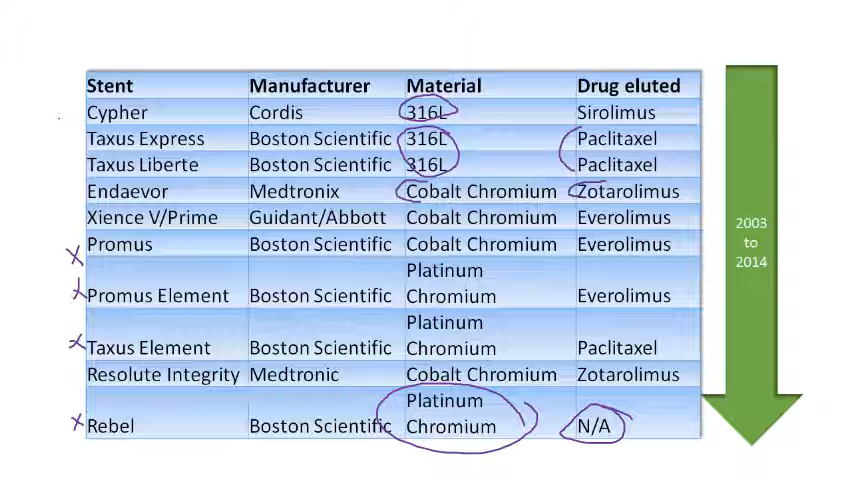 Stent Manufacturer Material Drug eluted
Cypher Cordis 316L Sirolimus
Taxus Express Boston Scientific 316L Paclitaxel
Taxus Liberte Boston Scientific 316L Paclitaxel
Endaevor Medtronix Cobalt Chromium Zotarolimus
Xience V/Prime Guidant/Abbott Cobalt Chromium Everolimus
Promus Boston Scientific Cobalt Chromium Everolimus
Platinum
Promus Element Boston Scientific Chromium Everolimus
Platinum
Taxus Element Boston Scientific Chromium Paclitaxel
Resolute Integrity Medtronic Cobalt Chromium Zotarolimus
Platinum
Rebel Boston Scientific Chromium N/A
2003
to
2014